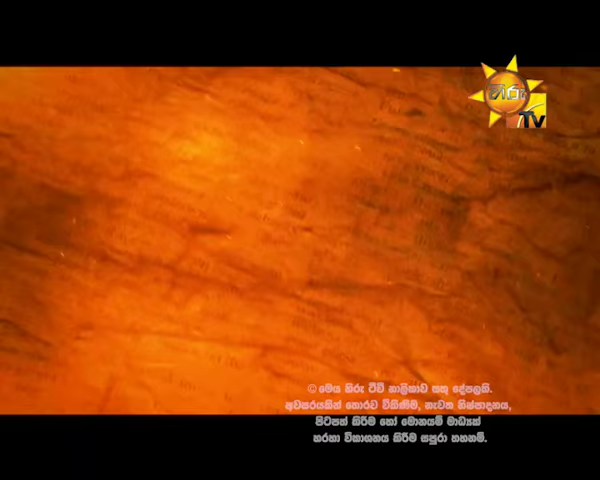 හිරු
TV
© මෙය හිරු ටීවී නාළිකාව සතු දේපලකි.
අවසරයකින් තොරව විකිණීම, නැවත නිෂ්පාදනය,
පිටපත් කිරීම හෝ මොනයම් මාධ්‍යක්
හරහා විකාශනය කිරීම සපුරා තහනම්.